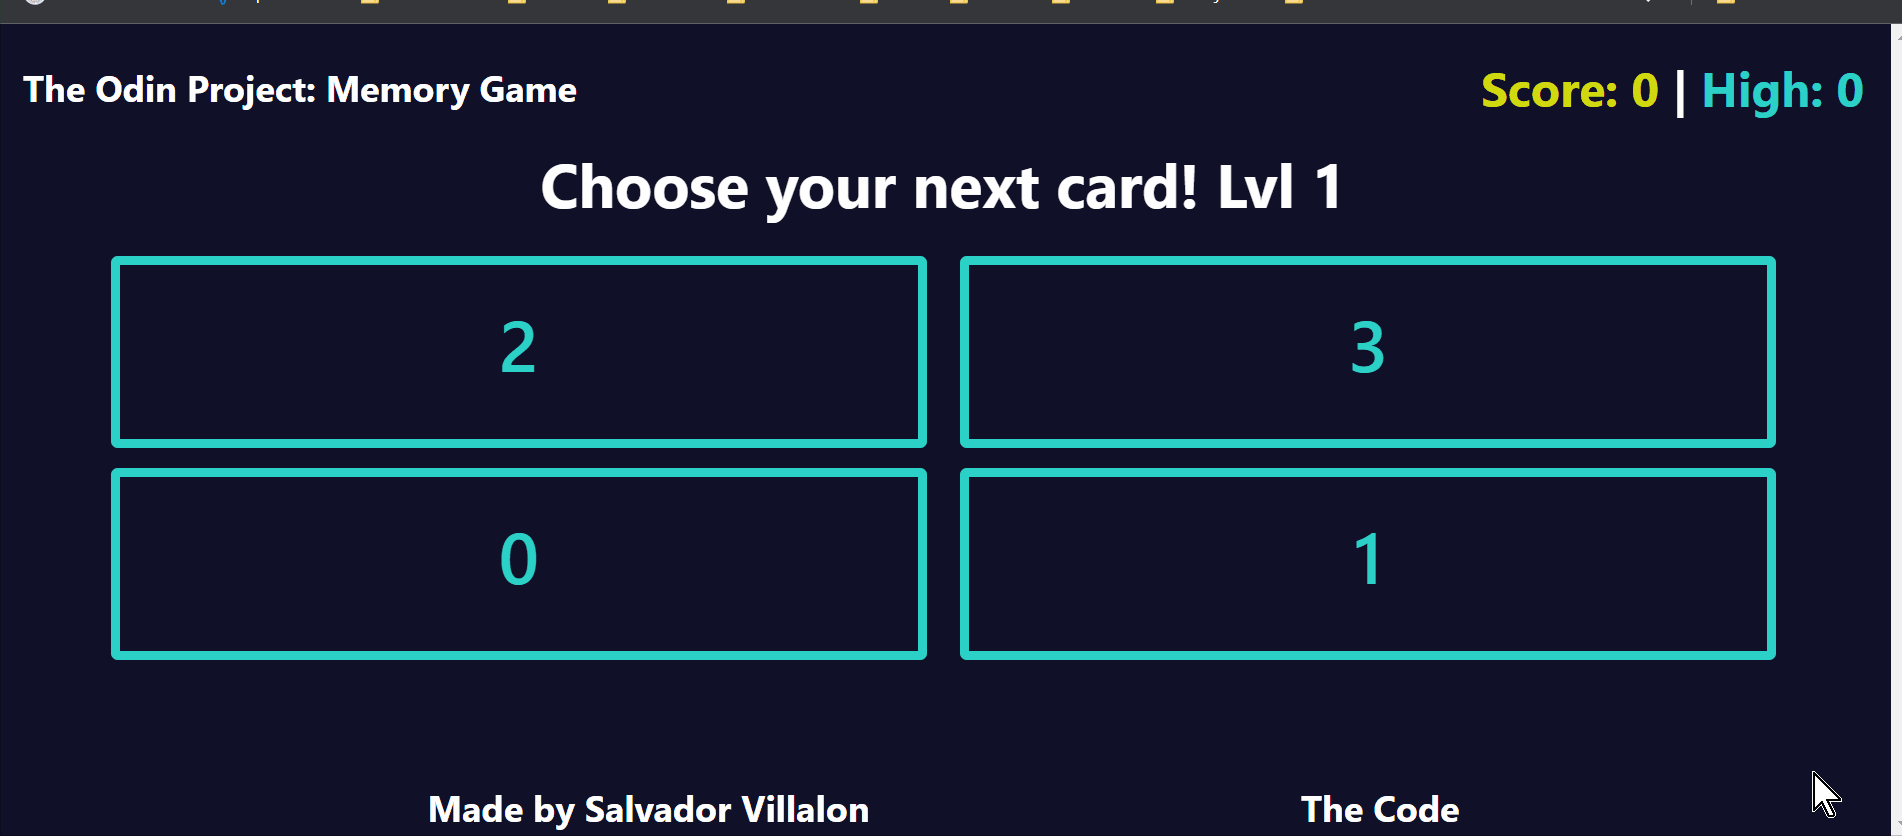 The Odin Project: Memory Game
Score: 0 | High: 0
Choose your next card! Lvl 1
2
3
0
1
Made by Salvador Villalon
The Code